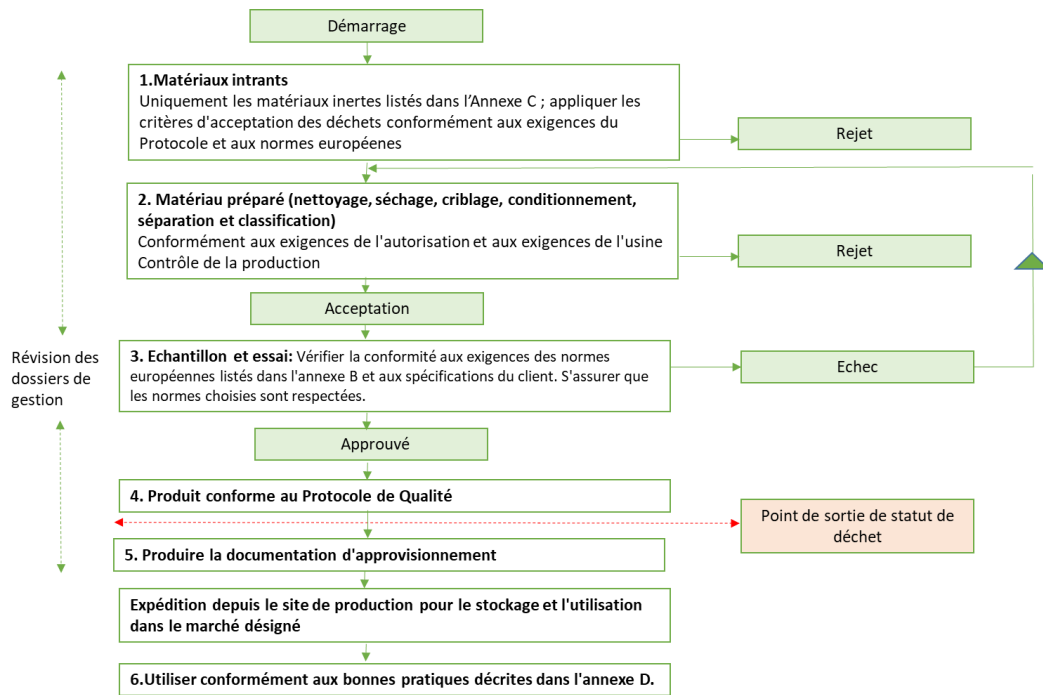 Démarrage
1.Matériaux intrants
Uniquement les matériaux inertes listés dans l'Annexe C ; appliquer les
critères d'acceptation des déchets conformément aux exigences du
Protocole et aux normes européenes
Rejet
2. Matériau préparé (nettoyage, séchage, criblage, conditionnement,
séparation et classification)
Conformément aux exigences de l'autorisation et aux exigences de l'usine
Contrôle de la production
Rejet
Acceptation
Révision des
dossiers de
gestion
3. Echantillon et essai: Vérifier la conformité aux exigences des normes
européennes listés dans l'annexe B et aux spécifications du client. S'assurer que
les normes choisies sont respectées.
Echec
Approuvé
4. Produit conforme au Protocole de Qualité
Point de sortie de statut de
déchet
5. Produire la documentation d'approvisionnement
Expédition depuis le site de production pour le stockage et l'utilisation
dans le marché désigné
6.Utiliser conformément aux bonnes pratiques décrites dans l'annexe D.